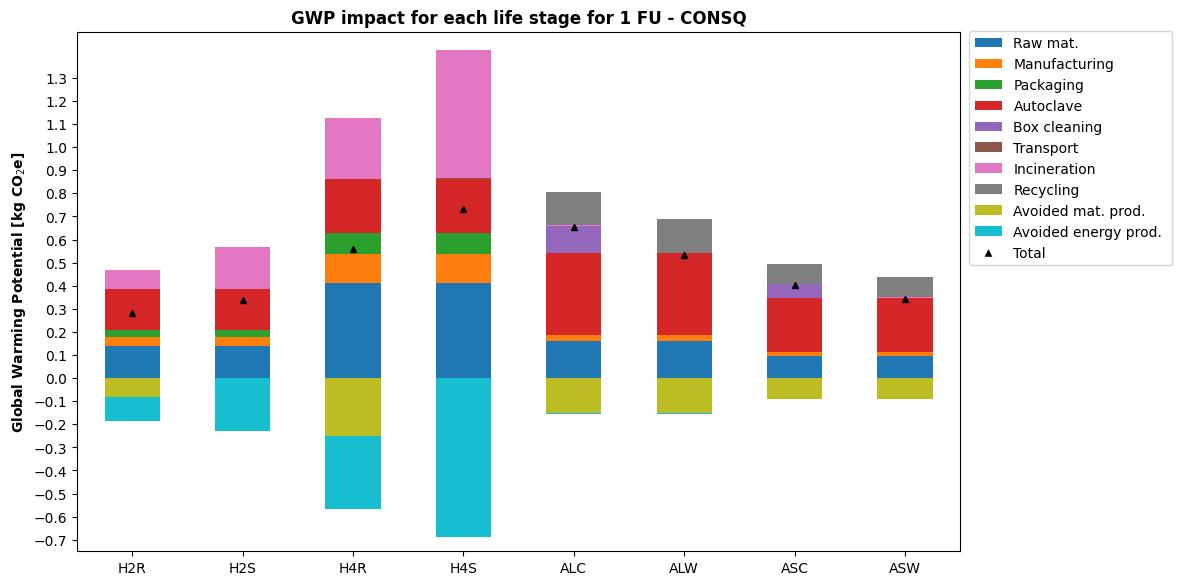 GWP impact for each life stage for 1 FU - CONSQ
Global Warming Potential [kg CO₂e]
1.3
1.2
1.1
1.0
0.9
0.8
0.7
0.6
0.5
0.4
0.3
0.2
0.1
0.0
−0.1
−0.2
−0.3
−0.4
−0.5
−0.6
−0.7
H2R H2S H4R H4S ALC ALW ASC ASW
Raw mat.
Manufacturing
Packaging
Autoclave
Box cleaning
Transport
Incineration
Recycling
Avoided mat. prod.
Avoided energy prod.
Total